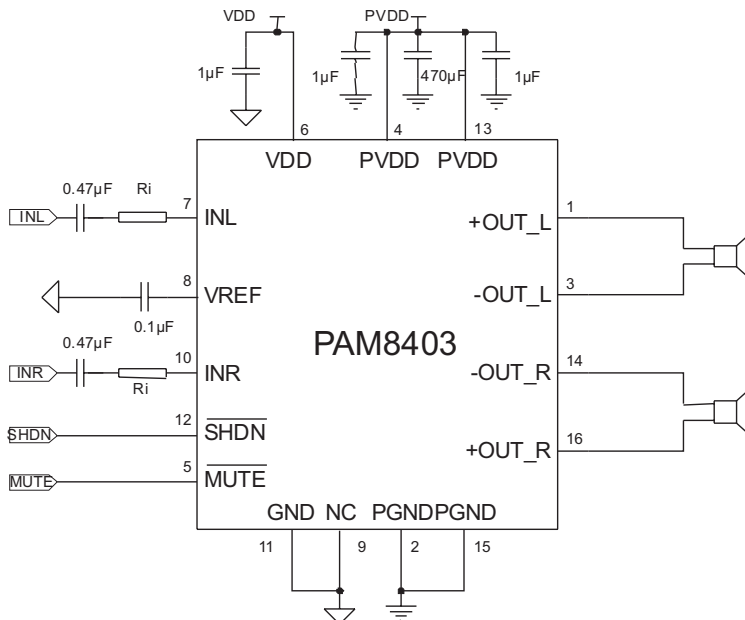 VDD
PVDD
1µF
1µF
470µF
1µF
6
4
13
VDD
PVDD
PVDD
0.47µF
Ri
INL
7
INL
+OUT_L
1
8
VREF
-OUT_L
3
0.1µF
PAM8403
0.47µF
INR
10
INR
Ri
-OUT_R
14
SHDN
12
SHDN
+OUT_R
16
MUTE
5
MUTE
GND
NC
PGND
PGND
11
9
2
15